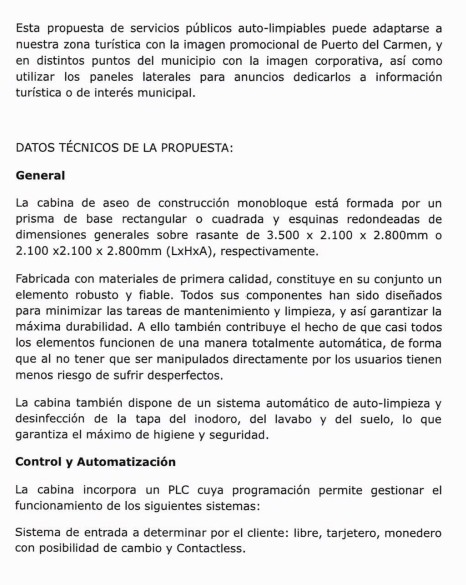 Esta propuesta de servicios públicos auto-limpiables puede adaptarse a
nuestra zona turística con la imagen promocional de Puerto del Carmen, y
en distintos puntos del municipio con la imagen corporativa, así como
utilizar los paneles laterales para anuncios dedicarlos a información
turística o de interés municipal.
DATOS TÉCNICOS DE LA PROPUESTA:
General
La cabina de aseo de construcción monobloque está formada por un
prisma de base rectangular o cuadrada y esquinas redondeadas de
dimensiones generales sobre rasante de 3.500 x 2.100 x 2.800mm o
2.100 x2.100 x 2.800mm (LxHxA), respectivamente.
Fabricada con materiales de primera calidad, constituye en su conjunto un
elemento robusto y fiable. Todos sus componentes han sido diseñados
para minimizar las tareas de mantenimiento y limpieza, y así garantizar la
máxima durabilidad. A ello también contribuye el hecho de que casi todos
los elementos funcionen de una manera totalmente automática, de forma
que al no tener que ser manipulados directamente por los usuarios tienen
menos riesgo de sufrir desperfectos.
La cabina también dispone de un sistema automático de auto-limpieza y
desinfección de la tapa del inodoro, del lavabo y del suelo, lo que
garantiza el máximo de higiene y seguridad.
Control y Automatización
La cabina incorpora un PLC cuya programación permite gestionar el
funcionamiento de los siguientes sistemas:
Sistema de entrada a determinar por el cliente: libre, tarjetero, monedero
con posibilidad de cambio y Contactless.